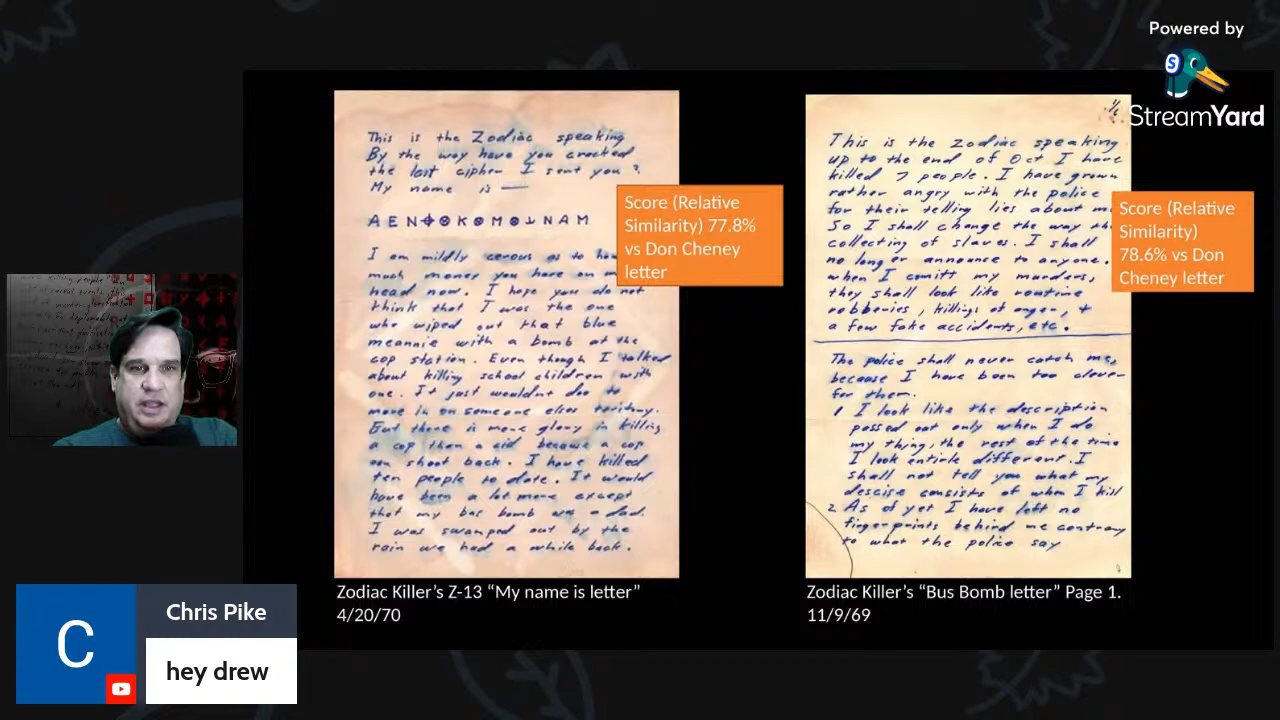 Powered by
StreamYard
This is the Zodiac speaking
By the way have you cracked
the last cipher I sent you ?
My name is —
A E N ⌖ ⊗ K ⊗ M ⊗ ⅃ N A M
I am mildly cerous as to how
much money you have on my
head now. I hope you do not
think that I was the one
who wiped out that blue
meannie with a bomb at the
cop station. Even though I talked
about killing school children with
one. It just wouldnt doo to
move in on someone elses teritory.
But there is more glory in killing
a cop than a cid because a cop
can shoot back. I have killed
ten people to date. It would
have been a lot more except
that my bus bomb was a dud.
I was swamped out by the
rain we had a while back.
Score (Relative
Similarity) 77.8%
vs Don Cheney
letter
Zodiac Killer’s Z-13 “My name is letter”
4/20/70
1/6
This is the Zodiac speaking
up to the end of Oct I have
killed 7 people. I have grown
rather angry with the police
for their telling lies about me
So I shall change the way the
collecting of slaves. I shall
no longer announce to anyone.
when I comitt my murders,
they shall look like routine
robberies, killings of anger, +
a few fake accidents, etc.
The police shall never catch me,
because I have been too clever
for them.
1 I look like the description
passed out only when I do
my thing, the rest of the time
I look entirle different. I
shall not tell you what my
descise consists of when I kill
2 As of yet I have left no
fingerprints behind me contrary
to what the police say
Score (Relative
Similarity)
78.6% vs Don
Cheney letter
Zodiac Killer’s “Bus Bomb letter” Page 1.
11/9/69
C
Chris Pike
hey drew